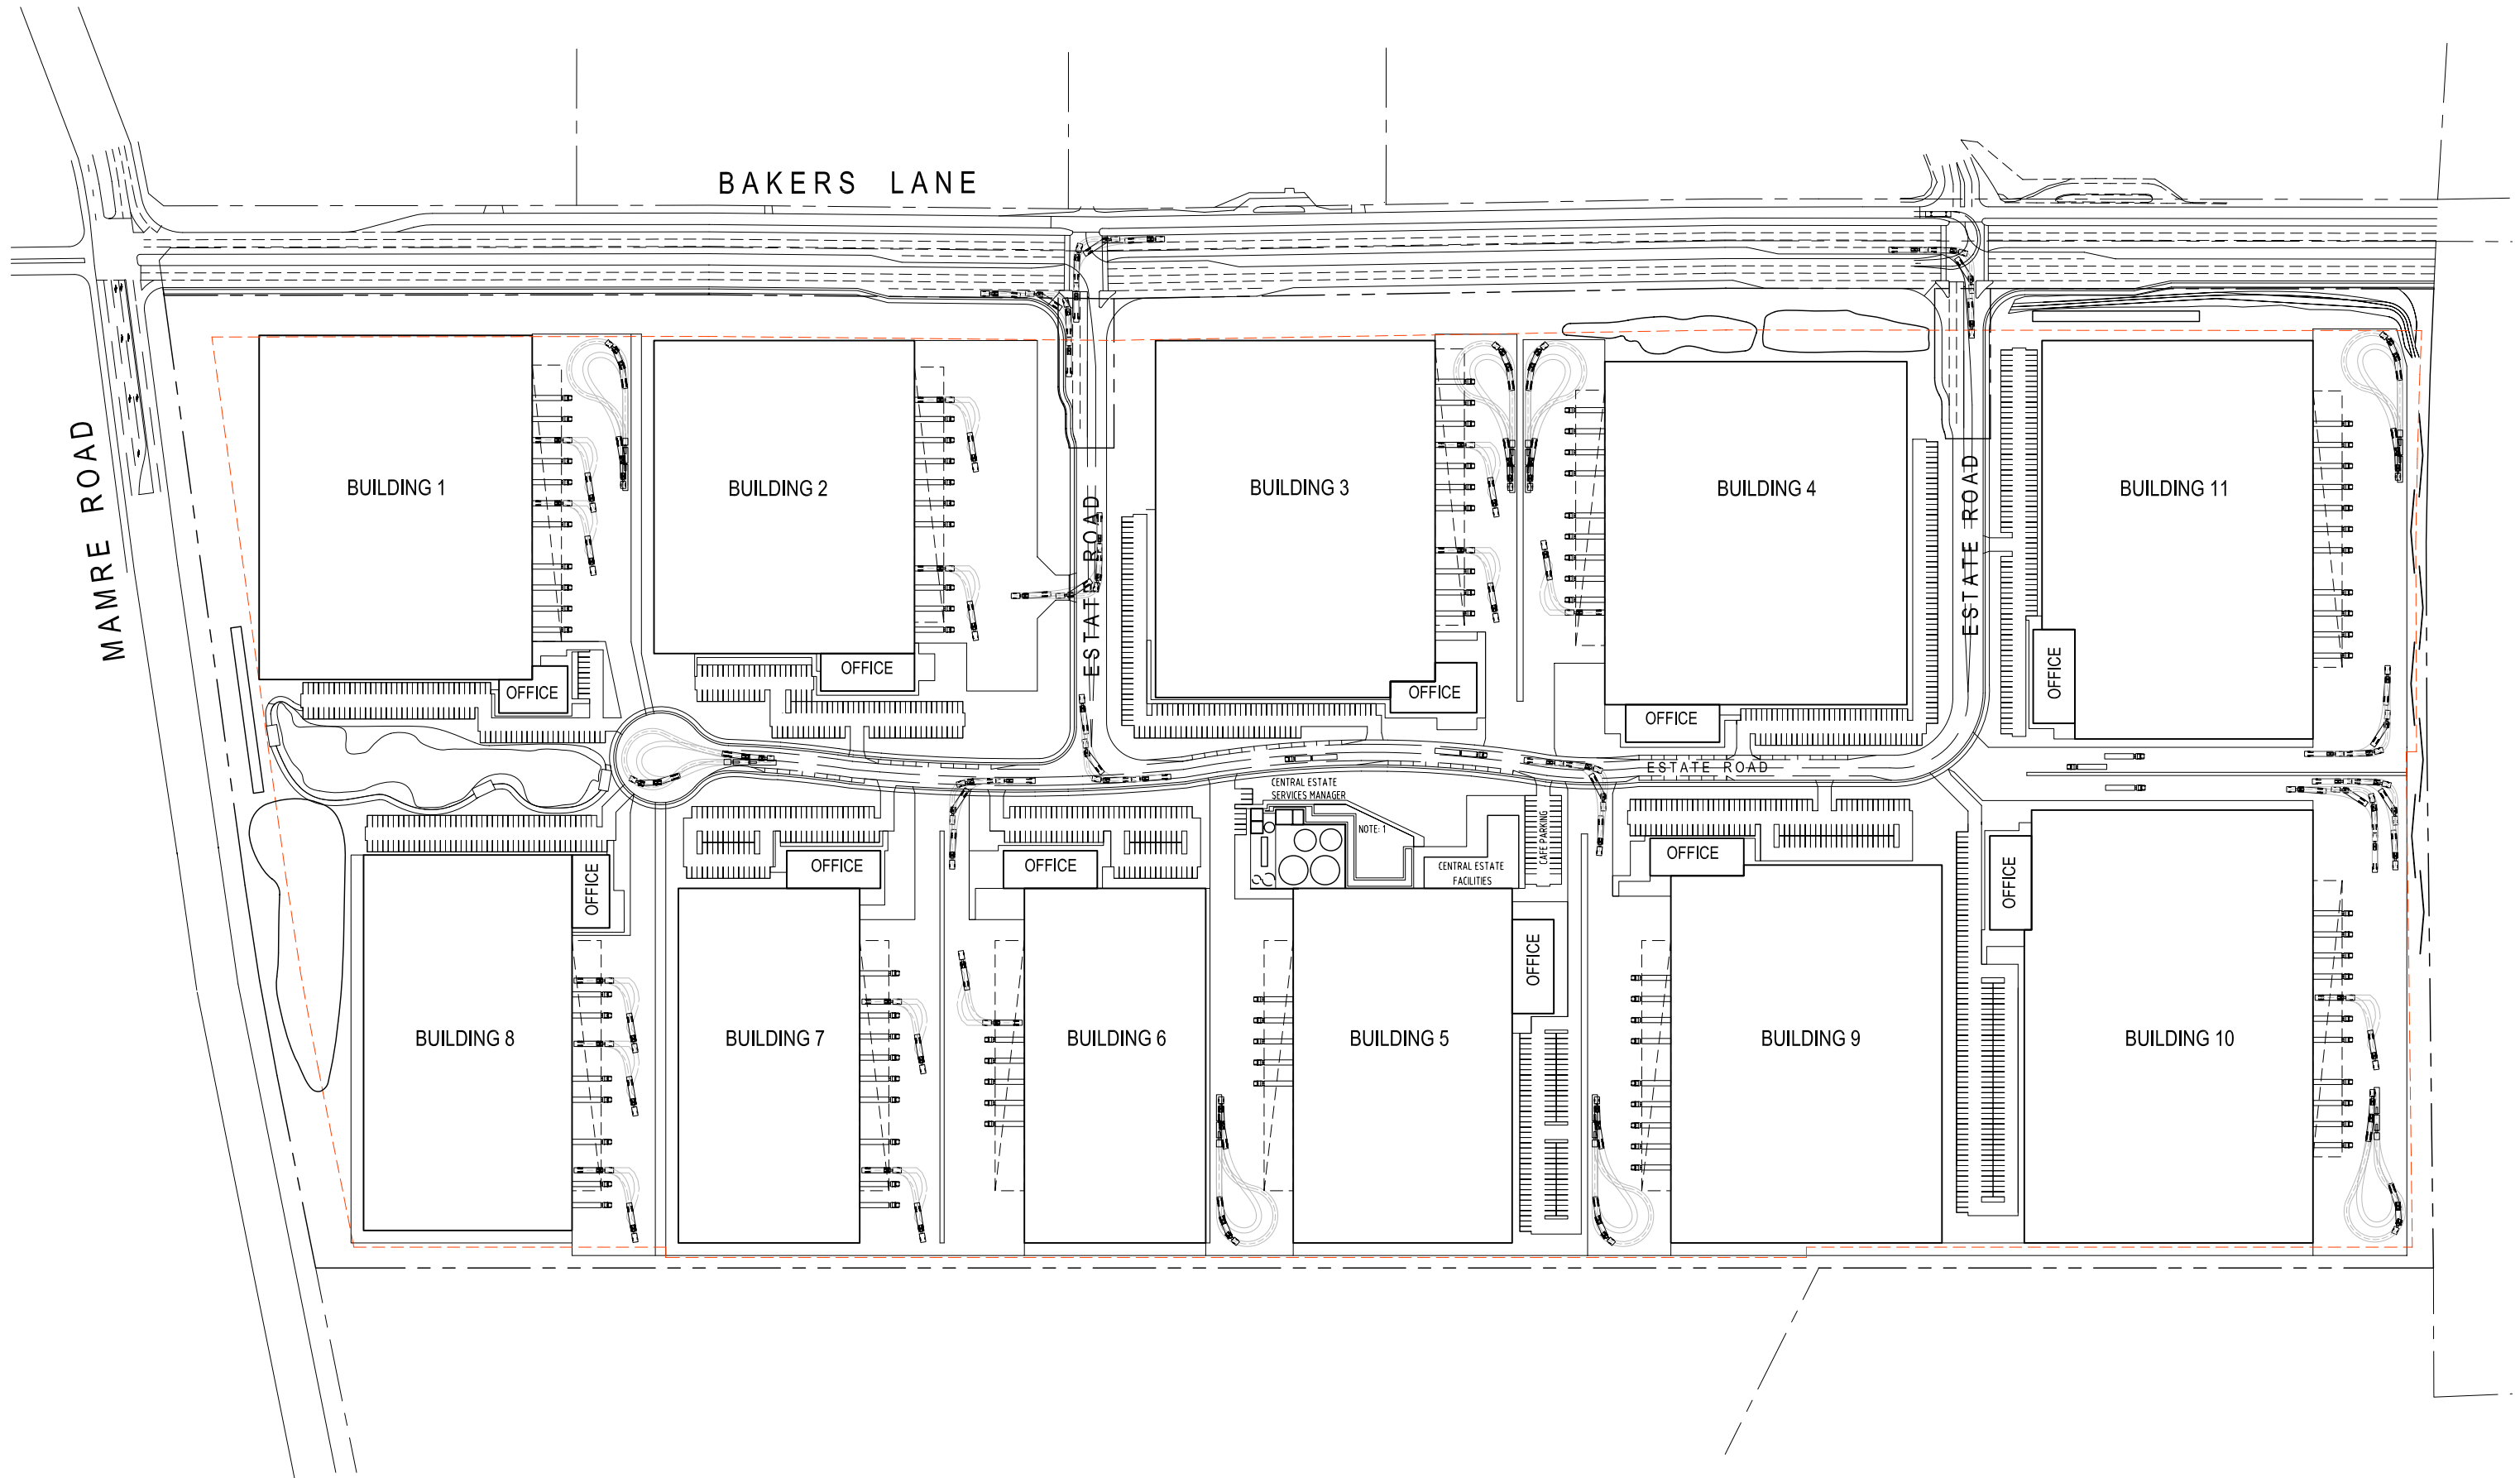 BAKERS LANE
MAMRE ROAD
BUILDING 1
BUILDING 2
BUILDING 3
BUILDING 4
BUILDING 11
ESTATE ROAD
ESTATE ROAD
OFFICE
OFFICE
OFFICE
OFFICE
OFFICE
ESTATE ROAD
CENTRAL ESTATE
SERVICES MANAGER
NOTE: 1
CAFE PARKING
CENTRAL ESTATE
FACILITIES
OFFICE
OFFICE
OFFICE
OFFICE
OFFICE
OFFICE
BUILDING 8
BUILDING 7
BUILDING 6
BUILDING 5
BUILDING 9
BUILDING 10